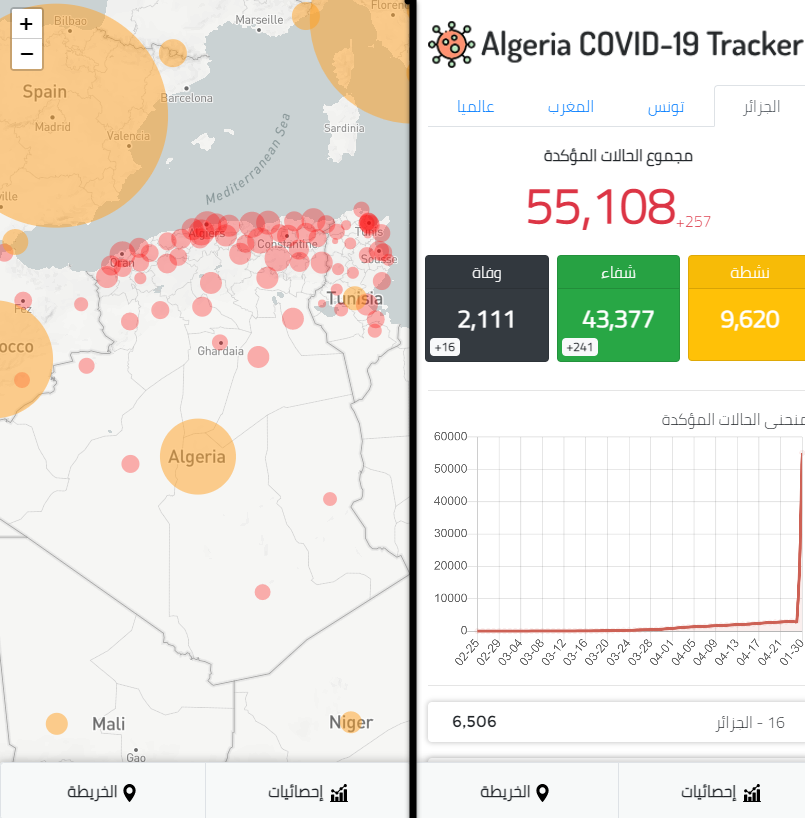 +
−
Bilbao
Marseille
Spain
Barcelona
Madrid
Valencia
Sardinia
Mediterranean Sea
Algiers
Constantine
Tunis
Oran
Sousse
Tunisia
Fez
Ghardaia
Algeria
Mali
Niger
Gao
الخريطة
إحصائيات
Algeria COVID-19 Tracker
الجزائر
تونس
المغرب
عالميا
مجموع الحالات المؤكدة
55,108
+257
نشطة
شفاء
وفاة
9,620
43,377
2,111
+241
+16
منحنى الحالات المؤكدة
60000
50000
40000
30000
20000
10000
0
02-25
02-29
03-04
03-08
03-12
03-16
03-20
03-24
03-28
04-01
04-05
04-09
04-13
04-17
04-21
01-30
16 - الجزائر
6,506
الخريطة
إحصائيات